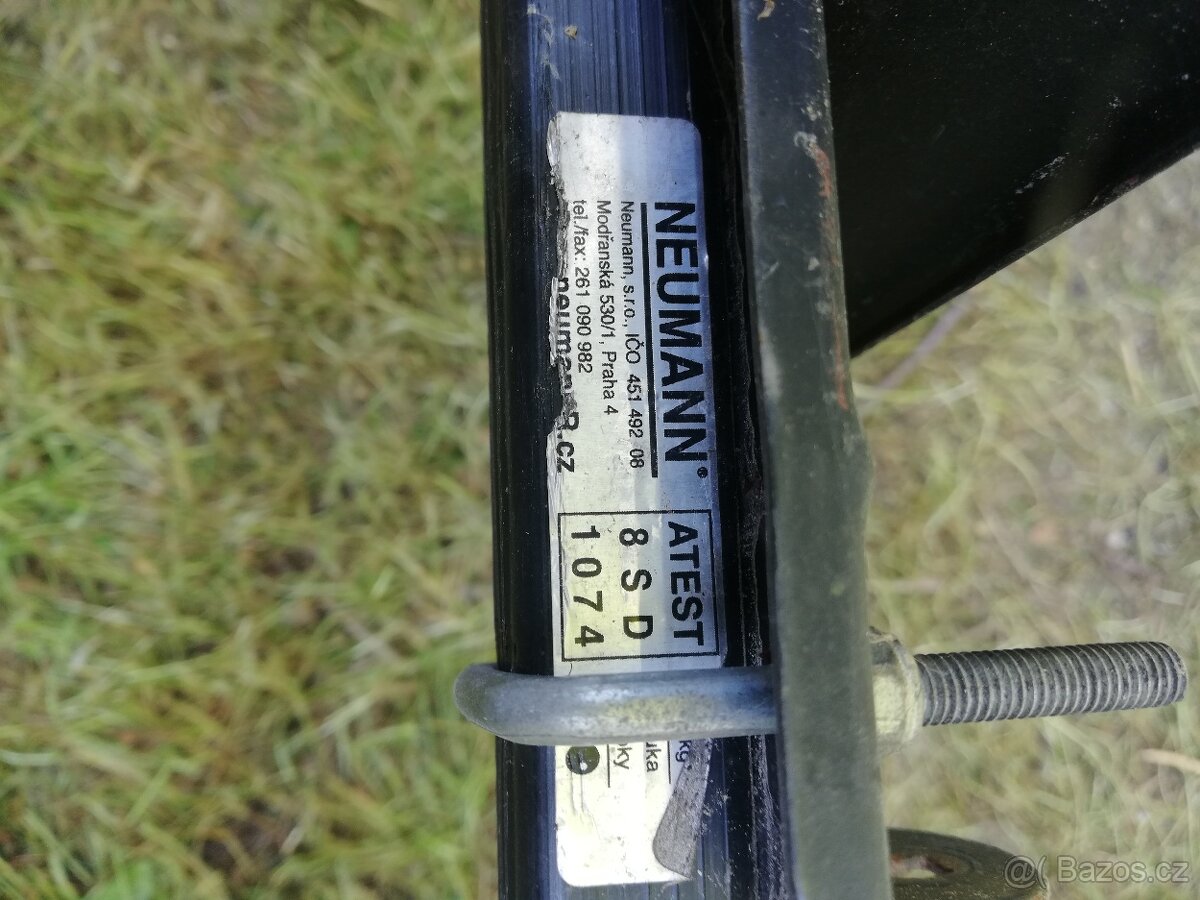 NEUMANN®
Neumann, s.r.o., IČO 451 492 08
Modřanská 530/1, Praha 4
tel./fax: 261 090 982
ATEST
8 S D
1 0 7 4
kg
Bazos.cz